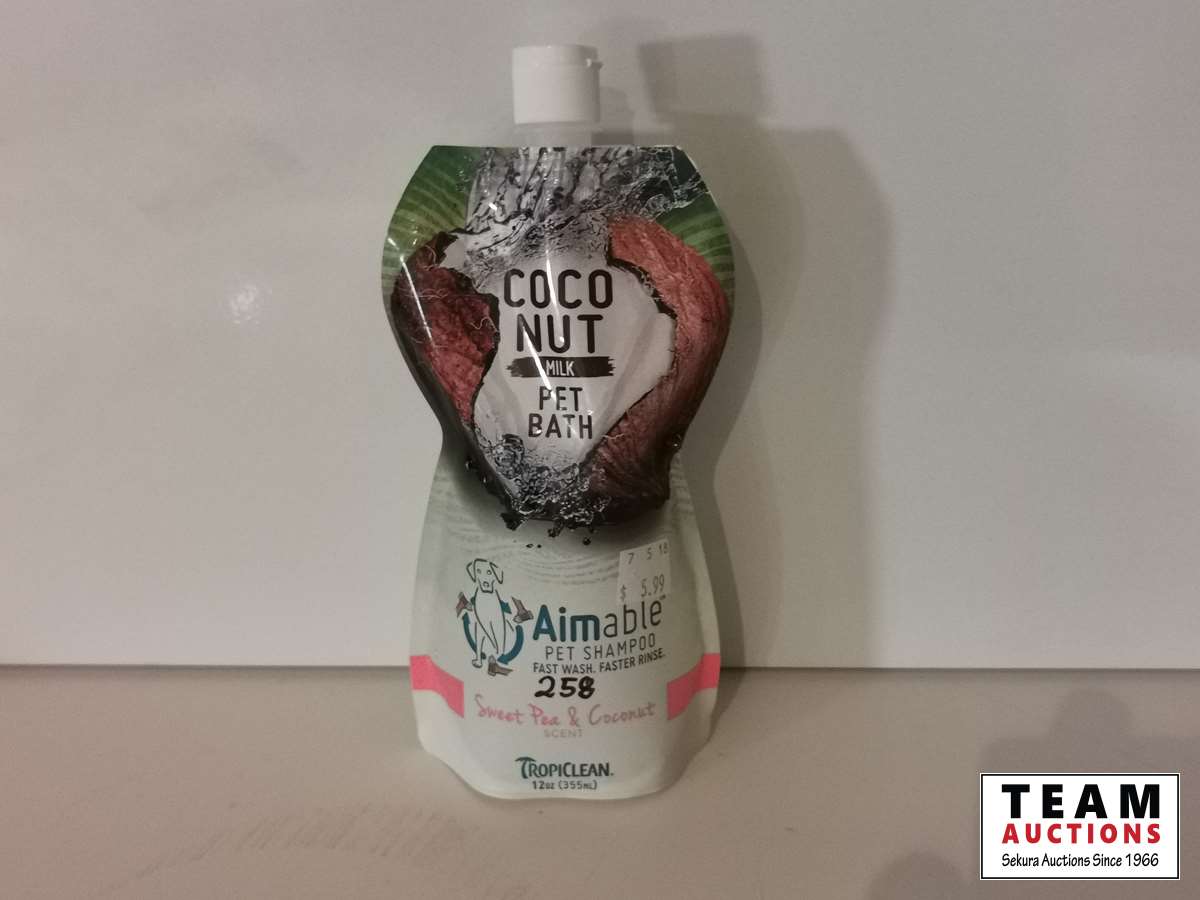 COCO
NUT
MILK
PET
BATH
7 5 18
$ 5.99
Aimable
PET SHAMPOO
FAST WASH. FASTER RINSE.
258
Sweet Pea & Coconut
SCENT
TROPICLEAN.
12oz (355mL)
TEAM
AUCTIONS
Sekura Auctions Since 1966